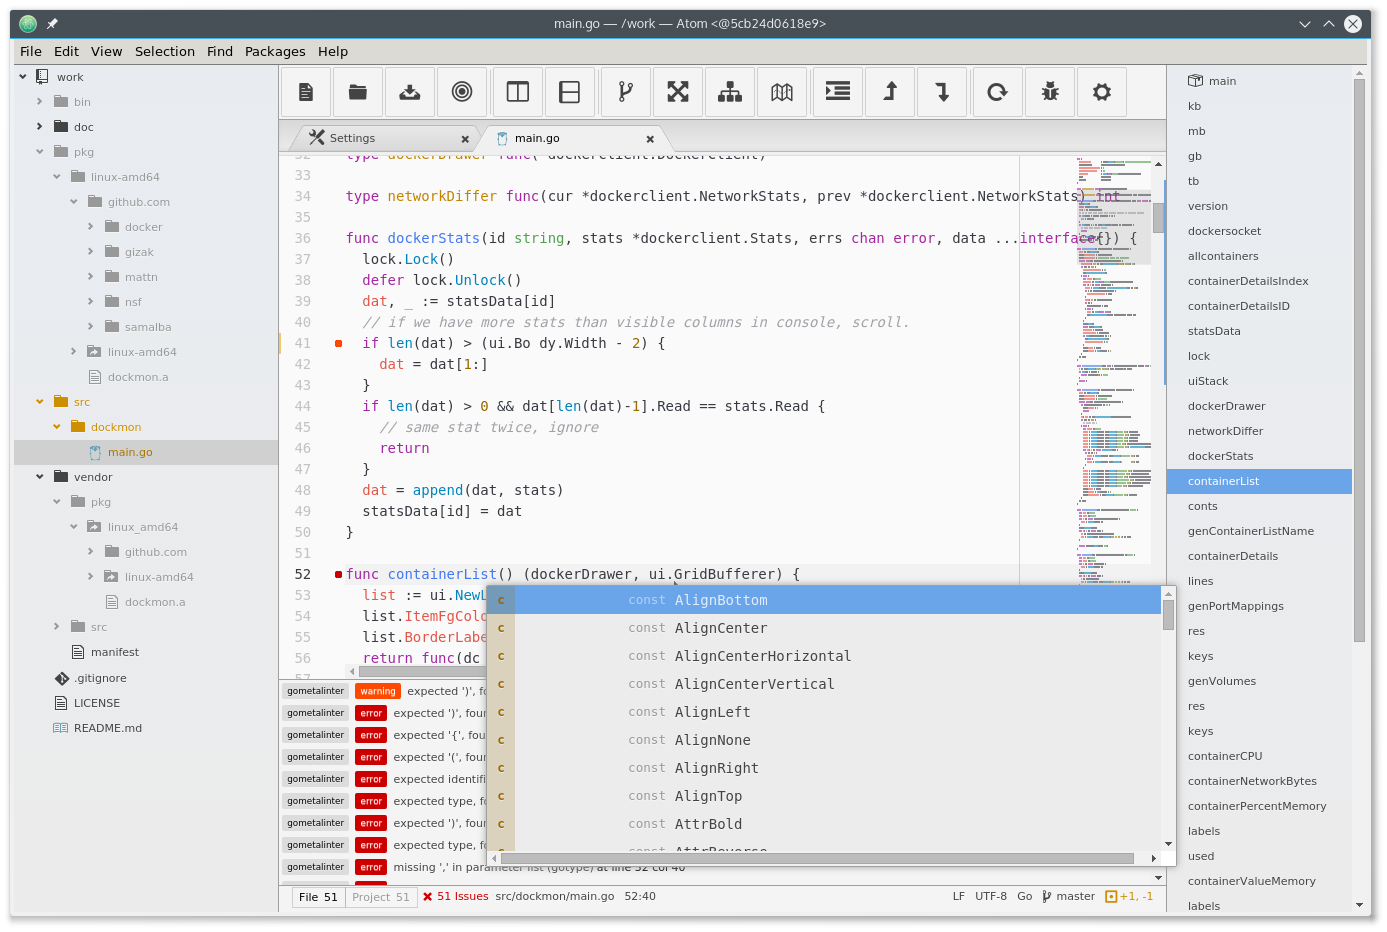 main.go — /work — Atom <@5cb24d0618e9>
File Edit View Selection Find Packages Help
work
bin
doc
pkg
linux-amd64
github.com
docker
gizak
mattn
nsf
samalba
linux-amd64
dockmon.a
src
dockmon
main.go
vendor
pkg
linux_amd64
github.com
linux-amd64
dockmon.a
src
manifest
.gitignore
LICENSE
README.md
Settings
main.go
32 type dockerDrawer func(*dockerclient.Dockerclient)
33
34 type networkDiffer func(cur *dockerclient.NetworkStats, prev *dockerclient.NetworkStats) int
35
36 func dockerStats(id string, stats *dockerclient.Stats, errs chan error, data ...interface{}) {
37 lock.Lock()
38 defer lock.Unlock()
39 dat, _ := statsData[id]
40 // if we have more stats than visible columns in console, scroll.
41 if len(dat) > (ui.Bo dy.Width - 2) {
42 dat = dat[1:]
43 }
44 if len(dat) > 0 && dat[len(dat)-1].Read == stats.Read {
45 // same stat twice, ignore
46 return
47 }
48 dat = append(dat, stats)
49 statsData[id] = dat
50 }
51
52 func containerList() (dockerDrawer, ui.GridBufferer) {
53 list := ui.NewL
54 list.ItemFgColo
55 list.BorderLabe
56 return func(dc
57
c const AlignBottom
c const AlignCenter
c const AlignCenterHorizontal
c const AlignCenterVertical
c const AlignLeft
c const AlignNone
c const AlignRight
c const AlignTop
c const AttrBold
c const AttrReverse
gometalinter warning expected ')', fo
gometalinter error expected ')', four
gometalinter error expected '{', fou
gometalinter error expected '(', foun
gometalinter error expected identifi
gometalinter error expected type, fo
gometalinter error expected ')', four
gometalinter error expected type, fo
gometalinter error missing ',' in parameter list (gotype) at line 52 col 40
File 51 Project 51 51 Issues src/dockmon/main.go 52:40 LF UTF-8 Go master +1, -1
main
kb
mb
gb
tb
version
dockersocket
allcontainers
containerDetailsIndex
containerDetailsID
statsData
lock
uiStack
dockerDrawer
networkDiffer
dockerStats
containerList
conts
genContainerListName
containerDetails
lines
genPortMappings
res
keys
genVolumes
res
keys
containerCPU
containerNetworkBytes
containerPercentMemory
labels
used
containerValueMemory
labels